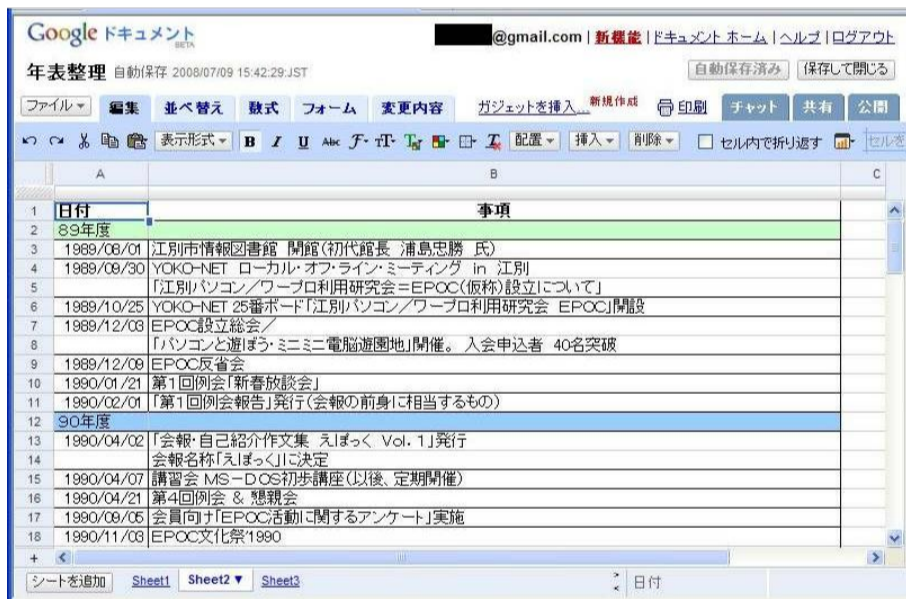 Google ドキュメント
BETA
@gmail.com | 新機能 | ドキュメント ホーム | ヘルプ | ログアウト
年表整理 自動保存 2008/07/09 15:42:29:JST
自動保存済み 保存して閉じる
ファイル 編集 並べ替え 数式 フォーム 変更内容 ガジェットを挿入... 新規作成 印刷 チャット 共有 公開
表示形式 B I U Abc F T Tr T 配置 挿入 削除 セル内で折り返す セルを
A B C
1 日付 事項
2 89年度
3 1989/08/01 江別市情報図書館 開館(初代館長 浦島忠勝 氏)
4 1989/09/30 YOKO-NET ローカル・オフ・ライン・ミーティング in 江別
5 「江別パソコン/ワープロ利用研究会=EPOC(仮称)設立について」
6 1989/10/25 YOKO-NET 25番ボード「江別パソコン/ワープロ利用研究会 EPOC」開設
7 1989/12/03 EPOC設立総会/
8 「パソコンと遊ぼう・ミニミニ電脳遊園地」開催。 入会申込者 40名突破
9 1989/12/09 EPOC反省会
10 1990/01/21 第1回例会「新春放談会」
11 1990/02/01 「第1回例会報告」発行(会報の前身に相当するもの)
12 90年度
13 1990/04/02 「会報・自己紹介作文集 えぽっく Vol.1」発行
14 会報名称「えぽっく」に決定
15 1990/04/07 講習会 MS-DOS初歩講座(以後、定期開催)
16 1990/04/21 第4回例会 & 懇親会
17 1990/09/05 会員向け「EPOC活動に関するアンケート」実施
18 1990/11/03 EPOC文化祭'1990
シートを追加 Sheet1 Sheet2 ▼ Sheet3 日付